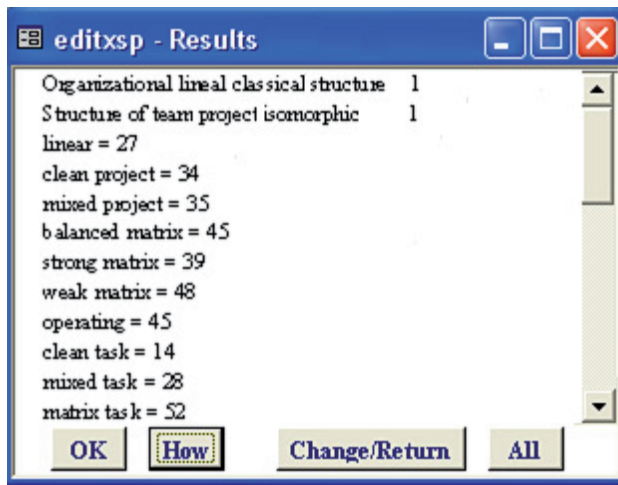 editxsp - Results
Organizational lineal classical structure 1
Structure of team project isomorphic 1
linear = 27
clean project = 34
mixed project = 35
balanced matrix = 45
strong matrix = 39
weak matrix = 48
operating = 45
clean task = 14
mixed task = 28
matrix task = 52
OK How Change/Return All